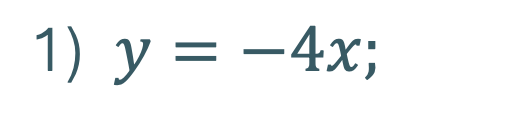 1) y = −4x;